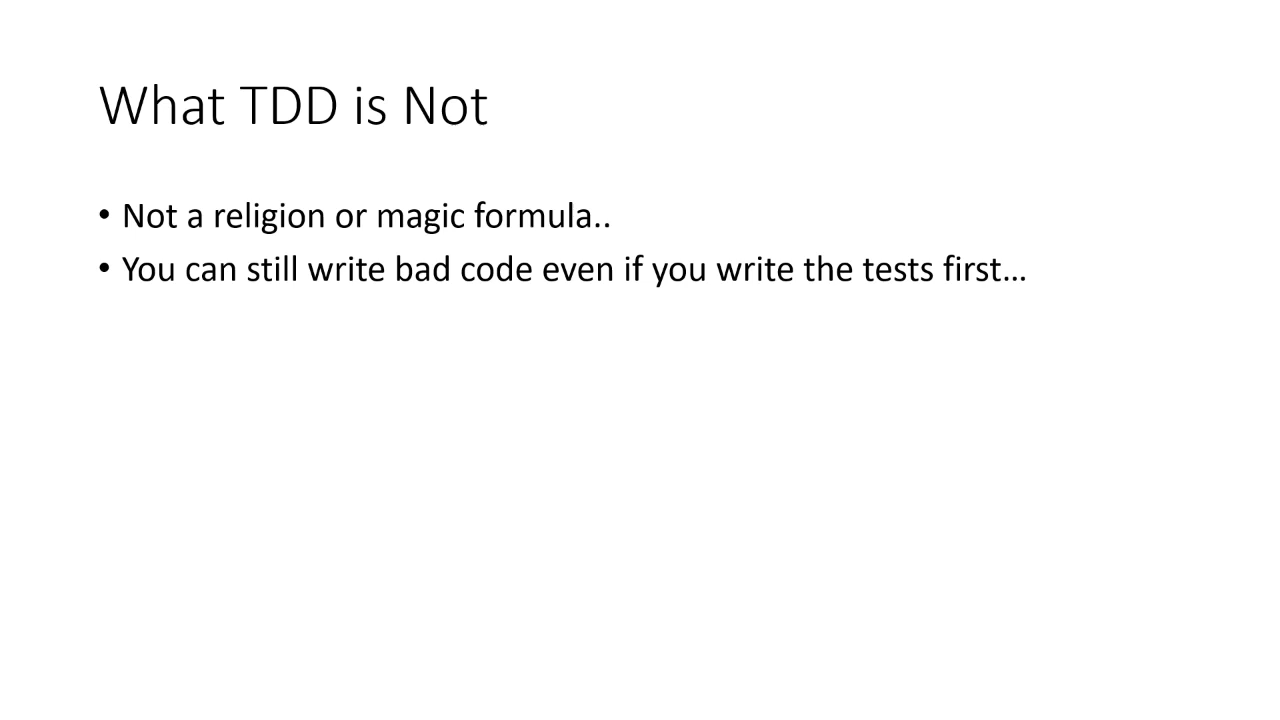 What TDD is Not
• Not a religion or magic formula..
• You can still write bad code even if you write the tests first…